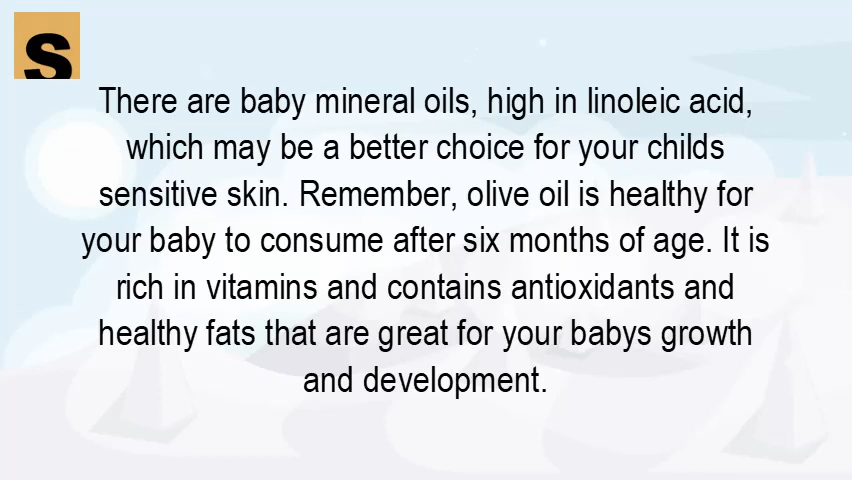 S
There are baby mineral oils, high in linoleic acid,
which may be a better choice for your childs
sensitive skin. Remember, olive oil is healthy for
your baby to consume after six months of age. It is
rich in vitamins and contains antioxidants and
healthy fats that are great for your babys growth
and development.